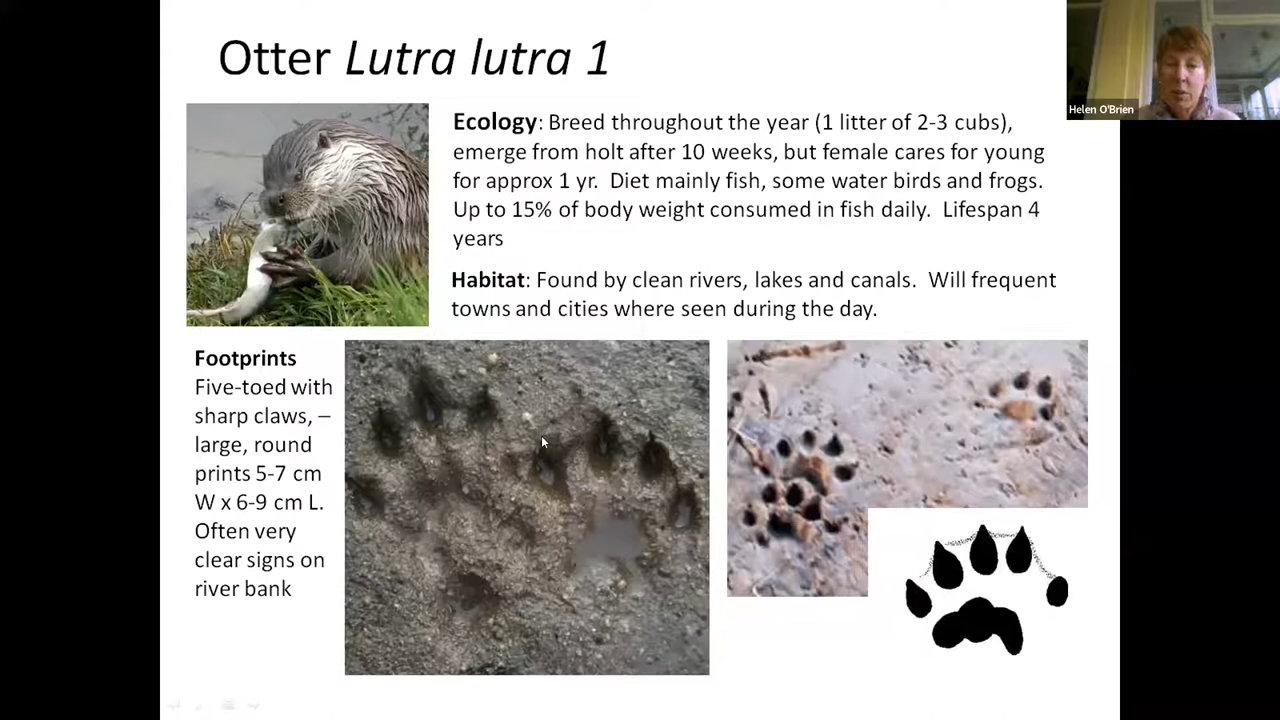 Otter Lutra lutra 1
Helen O'Brien
Ecology: Breed throughout the year (1 litter of 2-3 cubs),
emerge from holt after 10 weeks, but female cares for young
for approx 1 yr. Diet mainly fish, some water birds and frogs.
Up to 15% of body weight consumed in fish daily. Lifespan 4
years
Habitat: Found by clean rivers, lakes and canals. Will frequent
towns and cities where seen during the day.
Footprints
Five-toed with
sharp claws, –
large, round
prints 5-7 cm
W x 6-9 cm L.
Often very
clear signs on
river bank